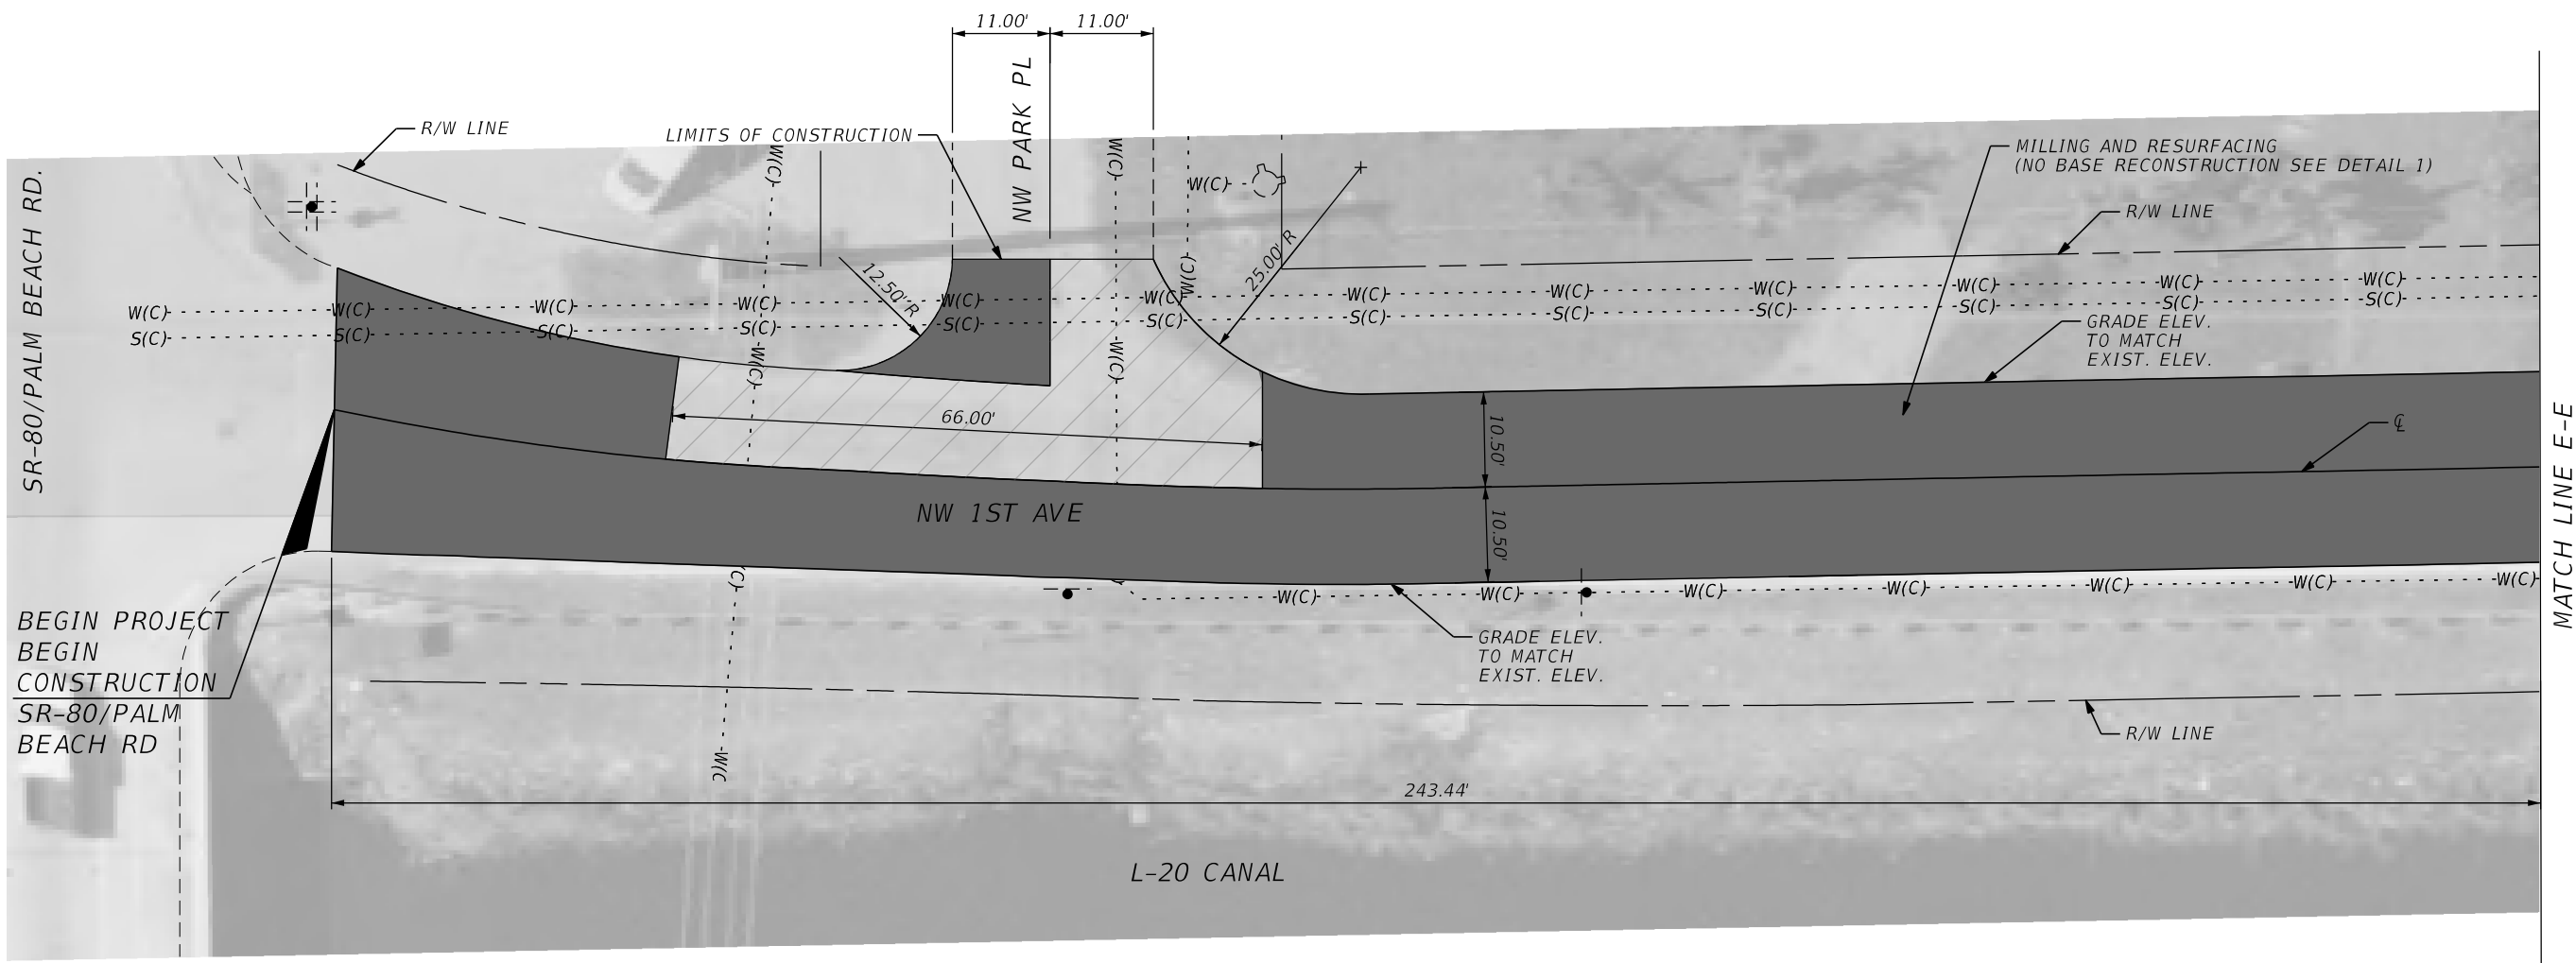 11.00'
11.00'
NW PARK PL
R/W LINE
LIMITS OF CONSTRUCTION
MILLING AND RESURFACING
(NO BASE RECONSTRUCTION SEE DETAIL 1)
SR-80/PALM BEACH RD.
W(C)
W(C)
W(C)
W(C)
R/W LINE
12.50' R
25.00' R
W(C)
W(C) W(C) W(C) W(C) W(C) W(C) W(C) W(C) W(C) W(C) W(C) W(C)
S(C) S(C) S(C) S(C) S(C) S(C) S(C) S(C) S(C) S(C) S(C) S(C)
GRADE ELEV.
TO MATCH
EXIST. ELEV.
W(C)
W(C)
66.00'
10.50'
℄
MATCH LINE E-E
NW 1ST AVE
10.50'
(C)
W(C) W(C) W(C) W(C) W(C) W(C) W(C)
BEGIN PROJECT
BEGIN
CONSTRUCTION
SR-80/PALM
BEACH RD
GRADE ELEV.
TO MATCH
EXIST. ELEV.
R/W LINE
W(C
243.44'
L-20 CANAL